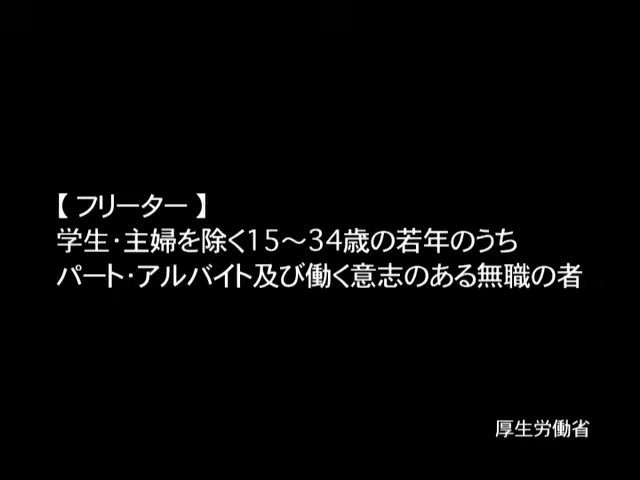 【 フリーター 】
学生・主婦を除く15～34歳の若年のうち
パート・アルバイト及び働く意志のある無職の者
厚生労働省